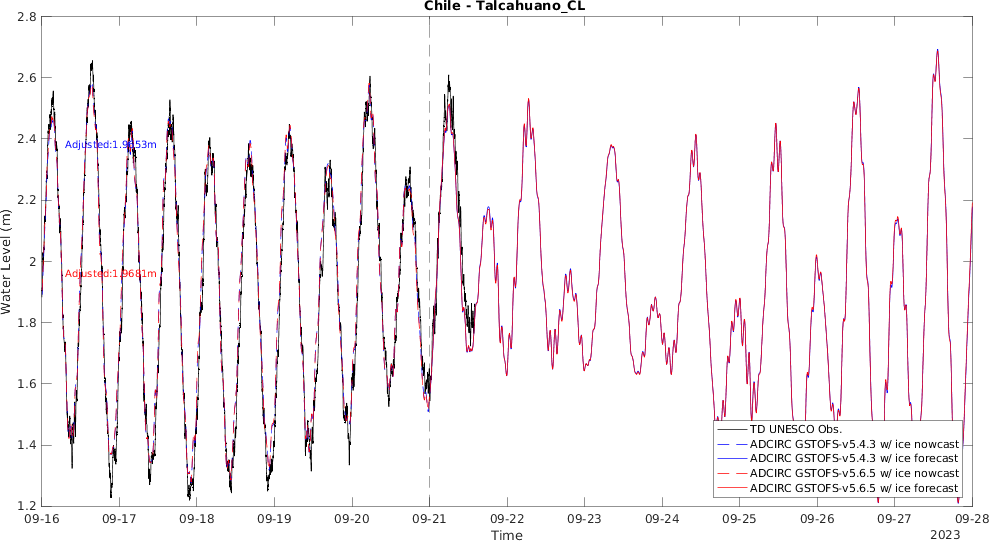 Chile - Talcahuano_CL
2.8
2.6
2.4
2.2
2
1.8
1.6
1.4
1.2
Water Level (m)
Adjusted:1.9653m
Adjusted:1.9681m
TD UNESCO Obs.
ADCIRC GSTOFS-v5.4.3 w/ ice nowcast
ADCIRC GSTOFS-v5.4.3 w/ ice forecast
ADCIRC GSTOFS-v5.6.5 w/ ice nowcast
ADCIRC GSTOFS-v5.6.5 w/ ice forecast
09-16 09-17 09-18 09-19 09-20 09-21 09-22 09-23 09-24 09-25 09-26 09-27 09-28
Time
2023